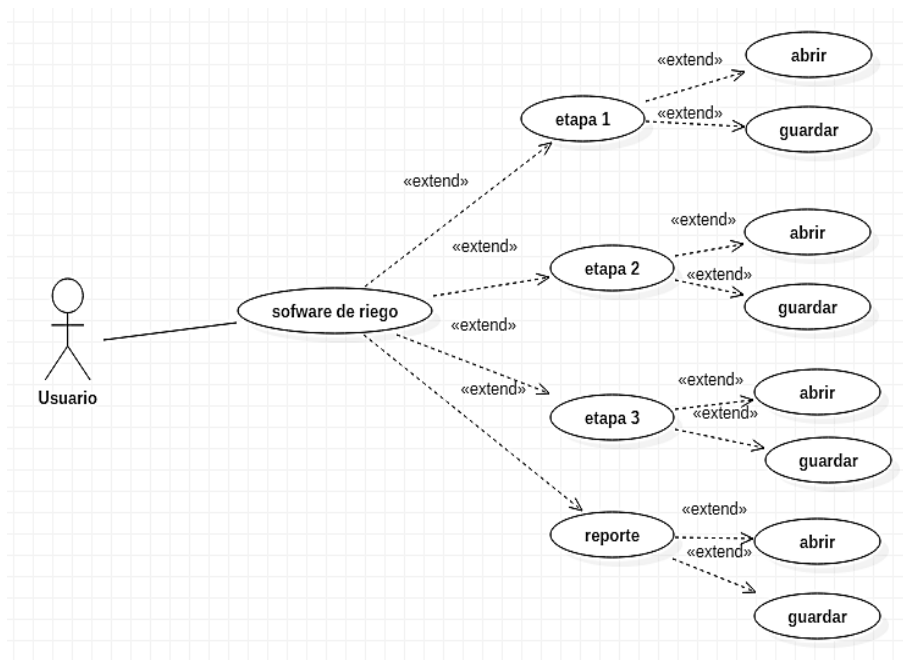 «extend»
abrir
etapa 1
«extend»
guardar
«extend»
«extend»
abrir
«extend»
etapa 2
«extend»
guardar
sofware de riego
«extend»
Usuario
«extend»
«extend»
abrir
etapa 3
«extend»
guardar
«extend»
reporte
abrir
«extend»
guardar